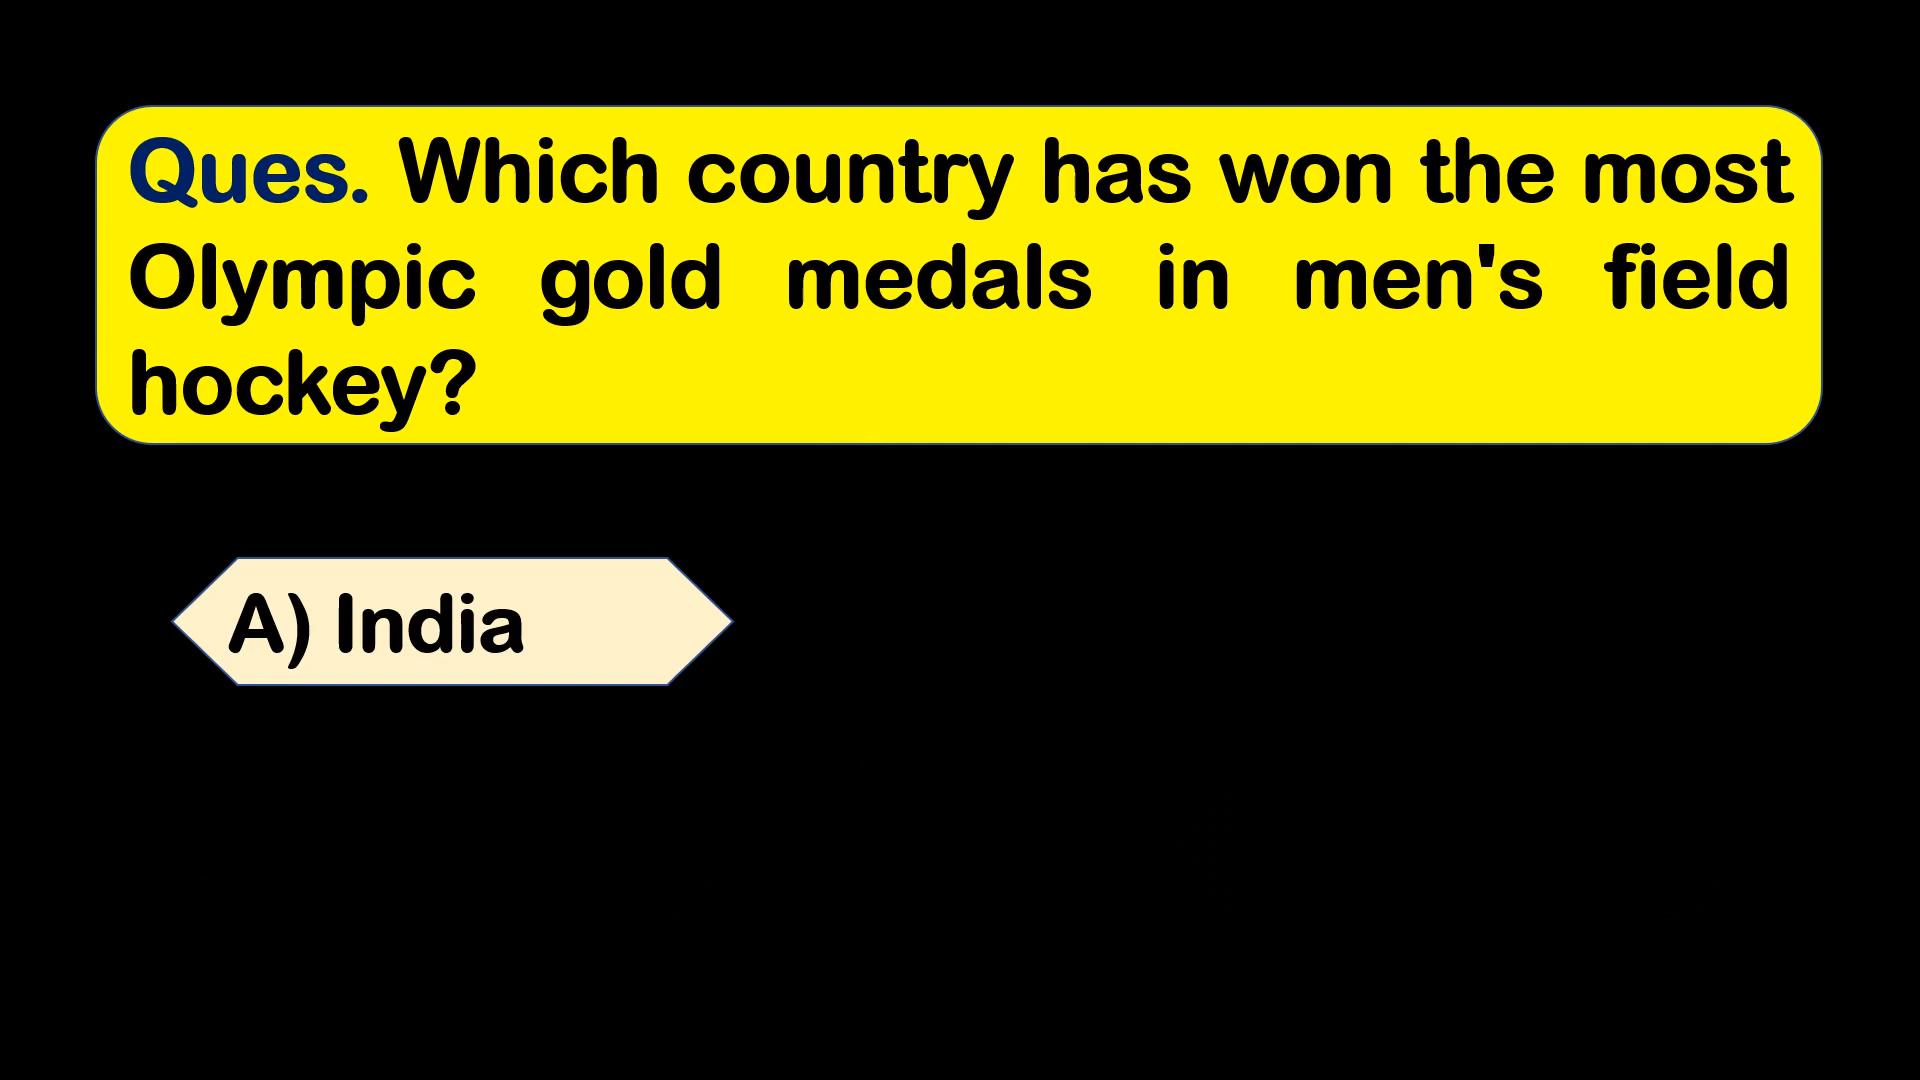 Ques. Which country has won the most
Olympic gold medals in men's field
hockey?
A) India